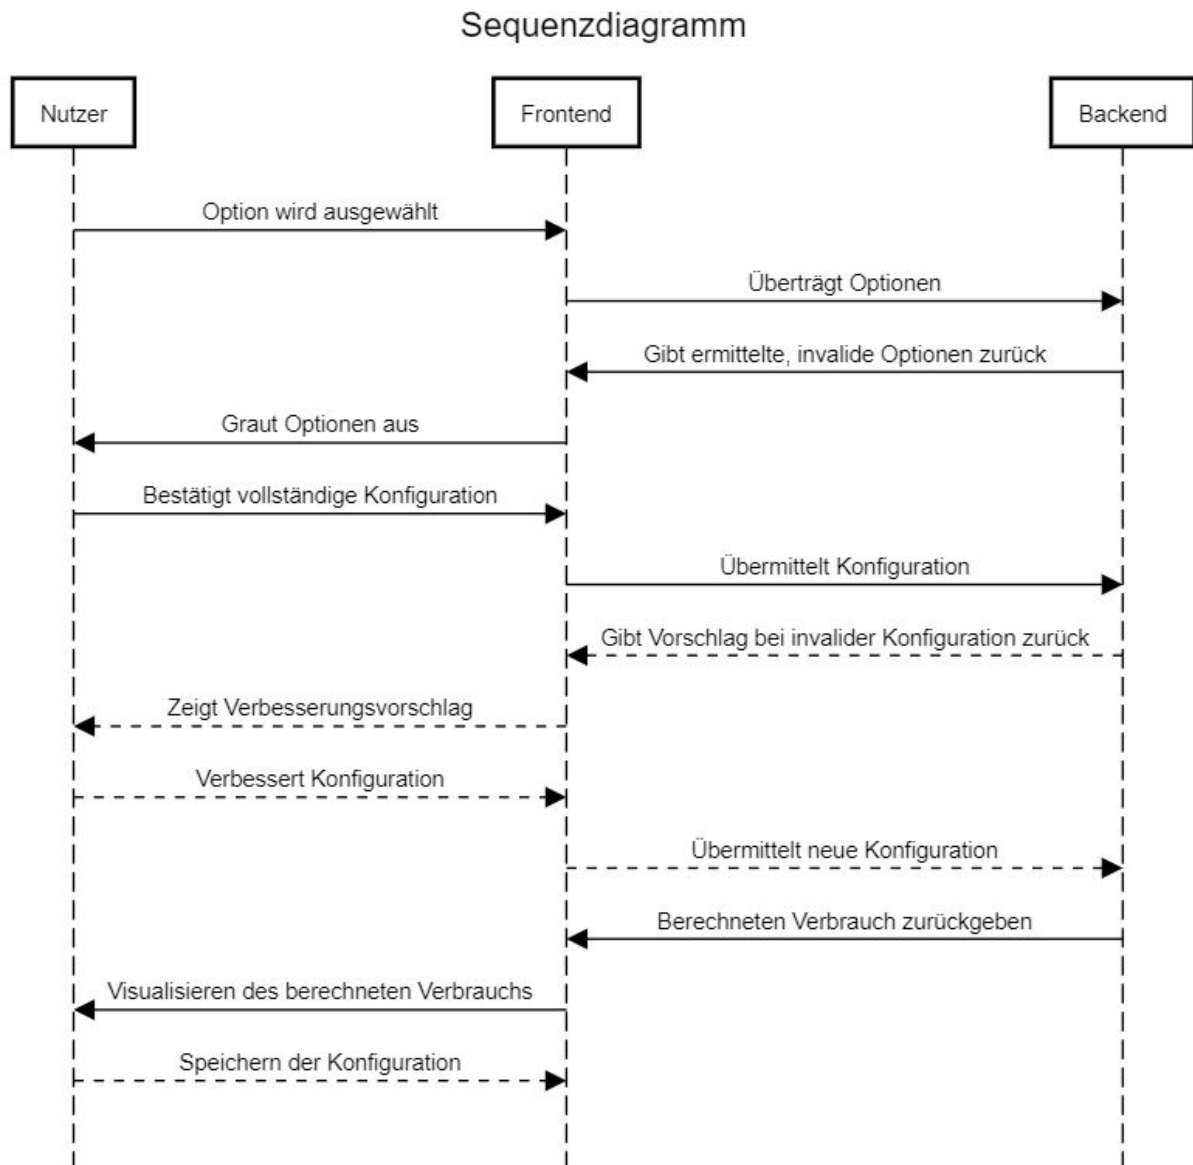 Sequenzdiagramm
Nutzer
Frontend
Backend
Option wird ausgewählt
Überträgt Optionen
Gibt ermittelte, invalide Optionen zurück
Graut Optionen aus
Bestätigt vollständige Konfiguration
Übermittelt Konfiguration
Gibt Vorschlag bei invalider Konfiguration zurück
Zeigt Verbesserungsvorschlag
Verbessert Konfiguration
Übermittelt neue Konfiguration
Berechneten Verbrauch zurückgeben
Visualisieren des berechneten Verbrauchs
Speichern der Konfiguration